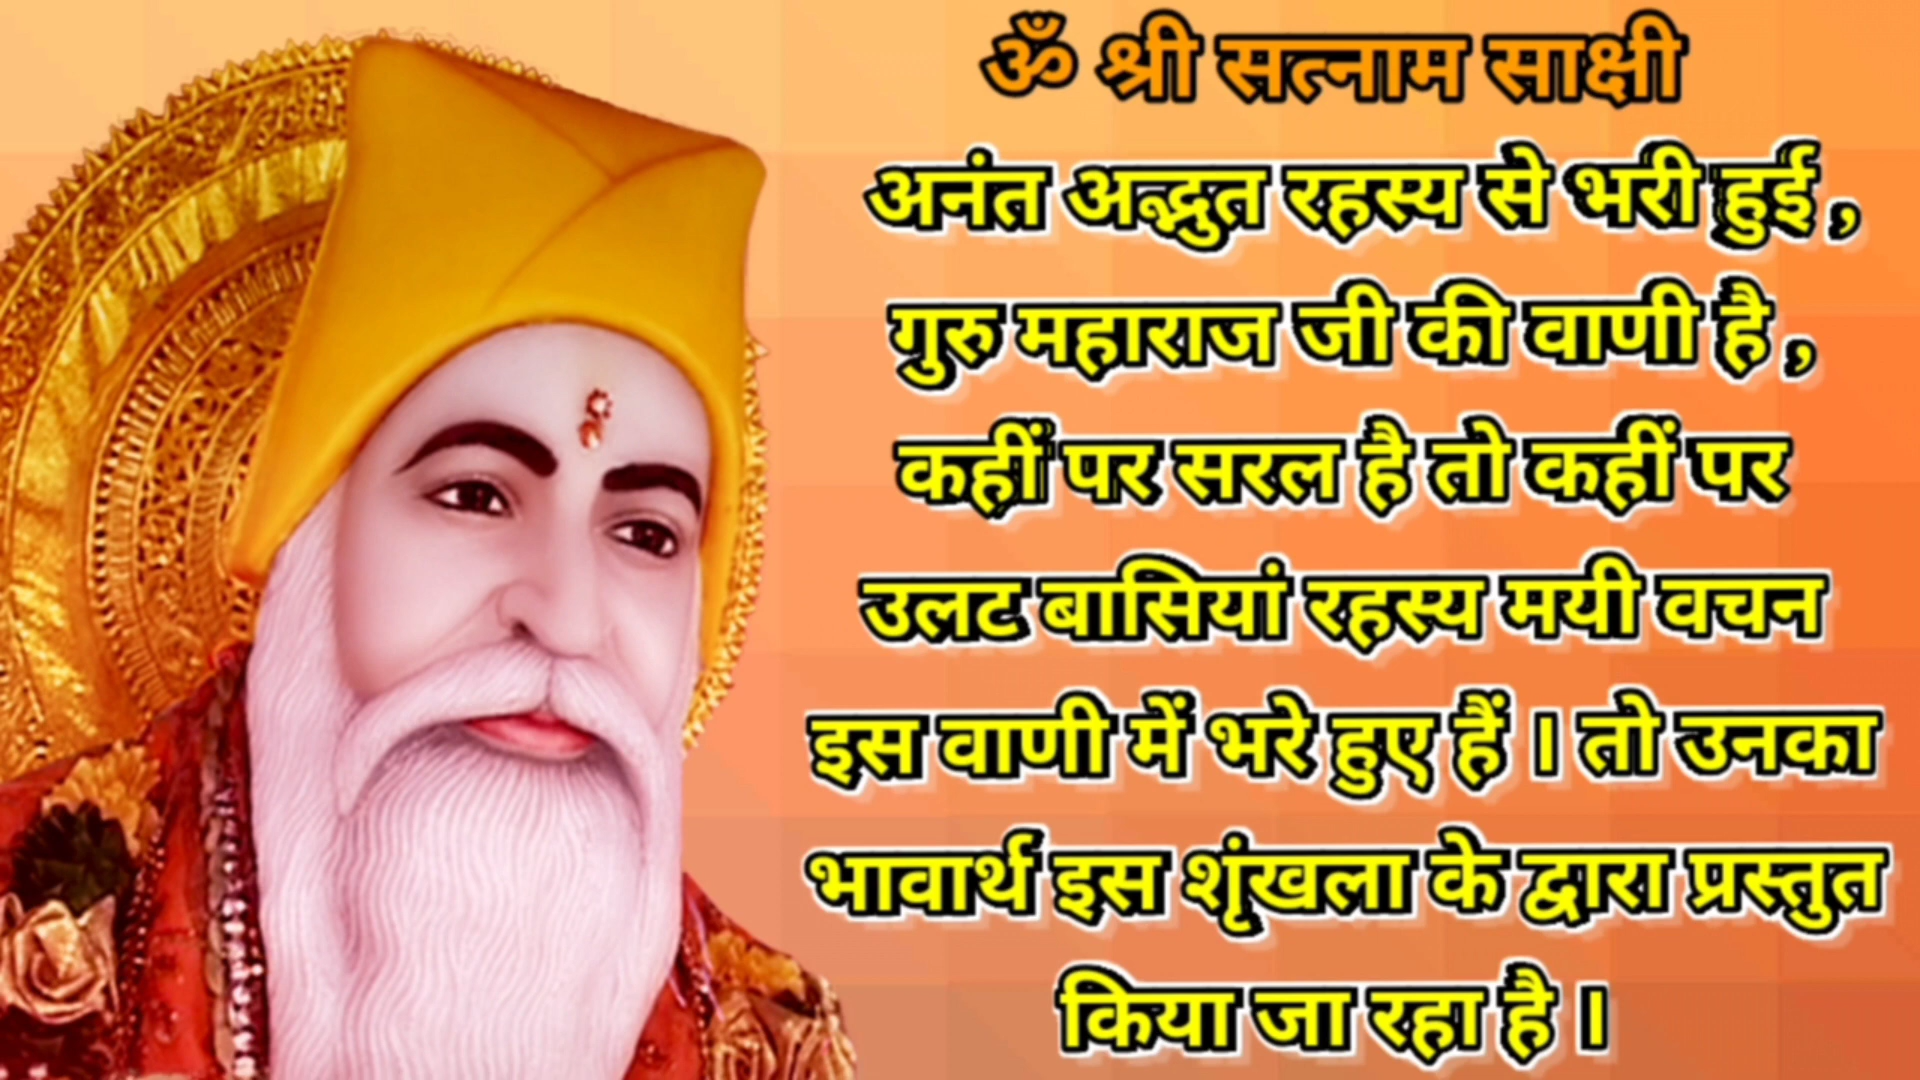 ॐ श्री सत्नाम साक्षी
अनंत अद्भुत रहस्य से भरी हुई ,
गुरु महाराज जी की वाणी है ,
कहीं पर सरल है तो कहीं पर
उलट बासियां रहस्य मयी वचन
इस वाणी में भरे हुए हैं । तो उनका
भावार्थ इस शृंखला के द्वारा प्रस्तुत
किया जा रहा है ।